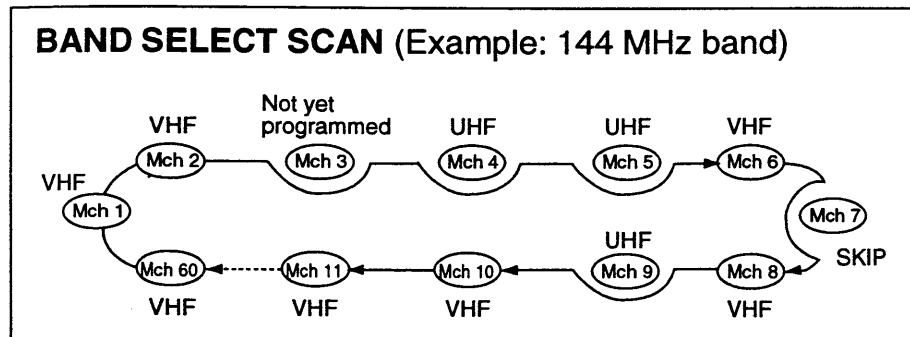 BAND SELECT SCAN (Example: 144 MHz band)
Not yet
programmed
VHF
UHF
UHF
VHF
Mch 2
Mch 3
Mch 4
Mch 5
Mch 6
VHF
Mch 1
Mch 7
SKIP
UHF
Mch 60
Mch 11
Mch 10
Mch 9
Mch 8
VHF
VHF
VHF
VHF